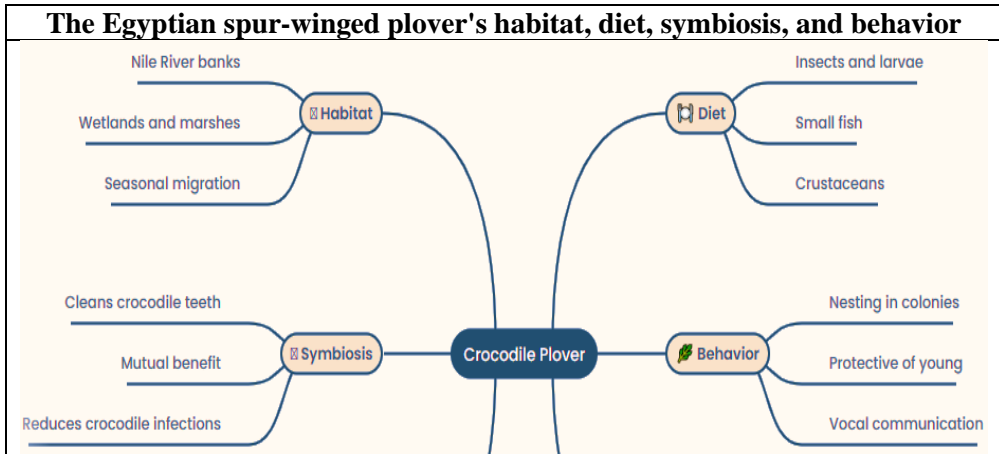 The Egyptian spur-winged plover's habitat, diet, symbiosis, and behavior
Habitat
Nile River banks
Wetlands and marshes
Seasonal migration
Diet
Insects and larvae
Small fish
Crustaceans
Crocodile Plover
Symbiosis
Cleans crocodile teeth
Mutual benefit
Reduces crocodile infections
Behavior
Nesting in colonies
Protective of young
Vocal communication